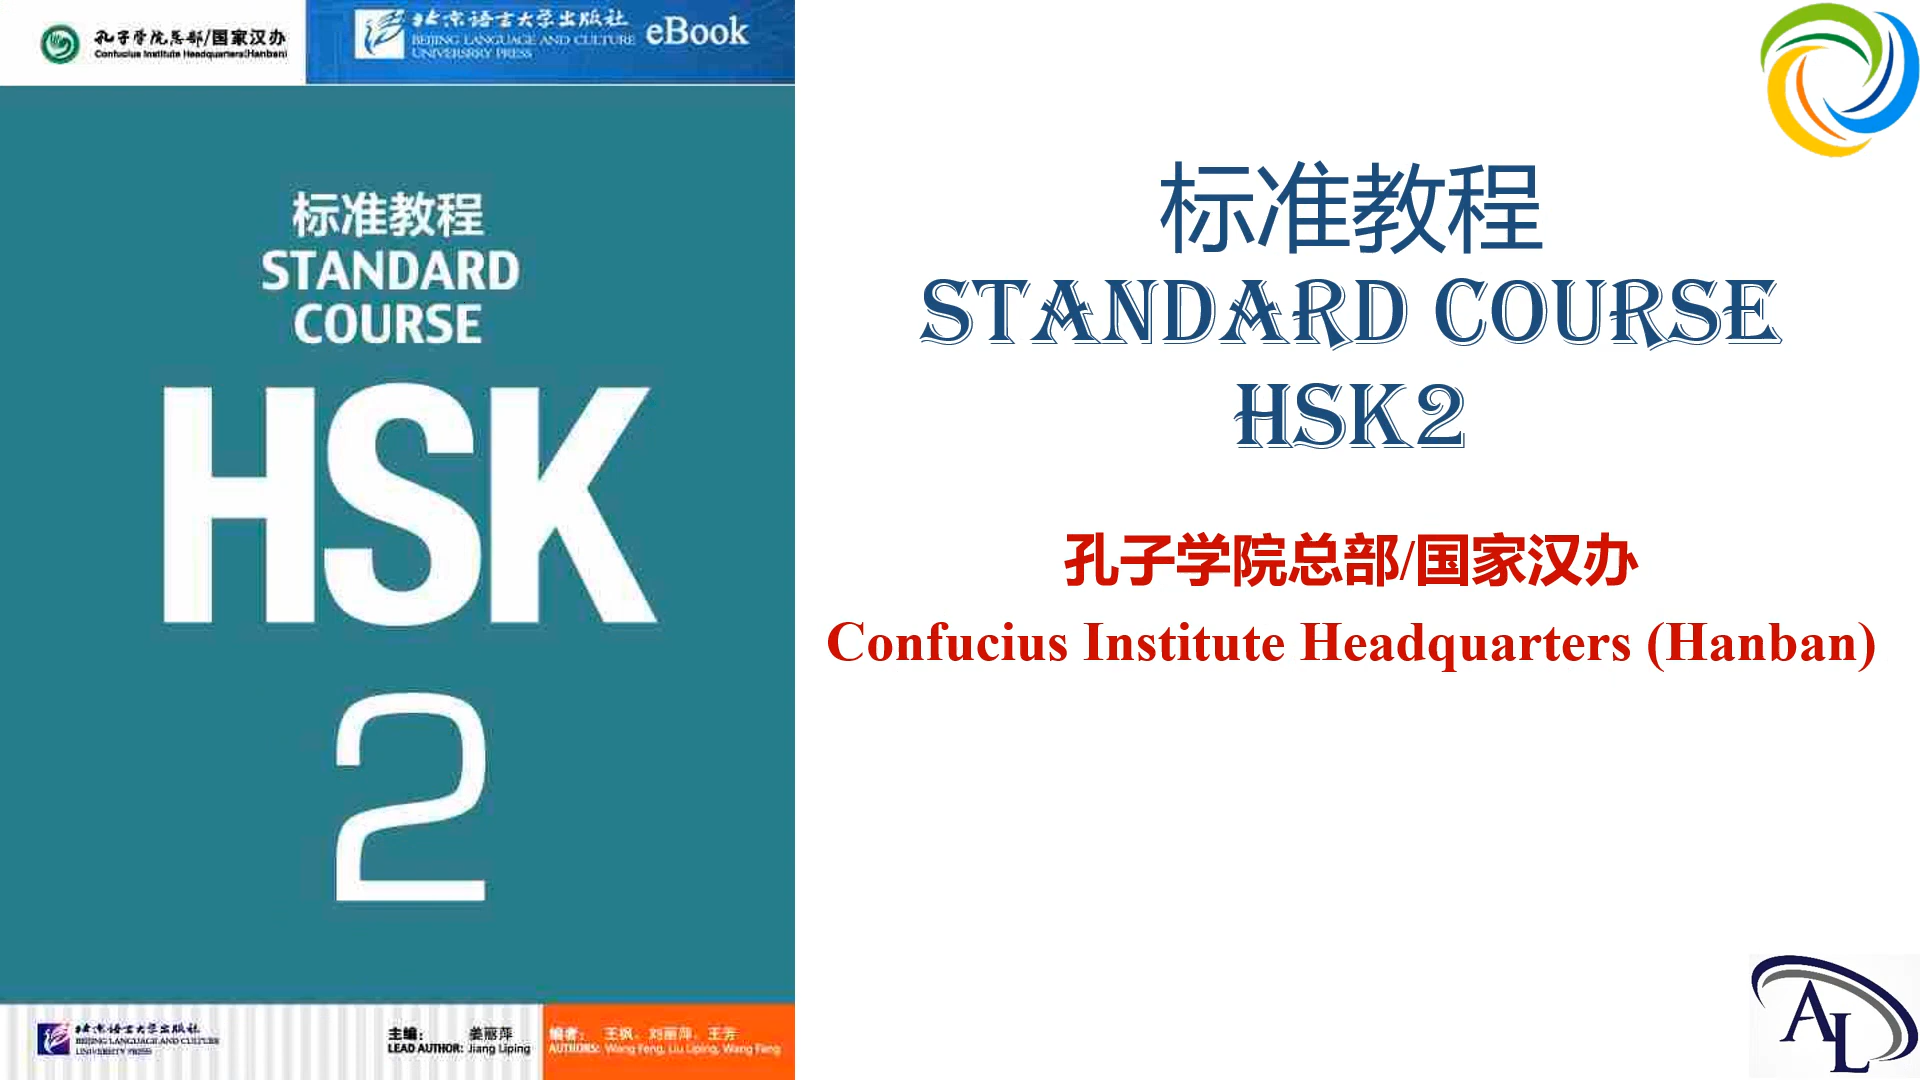 孔子学院总部/国家汉办
Confucius Institute Headquarters(Hanban)
北京语言大学出版社
BEIJING LANGUAGE AND CULTURE
UNIVERSITY PRESS
eBook
标准教程
STANDARD
COURSE
HSK
2
北京语言大学出版社
BEIJING LANGUAGE AND CULTURE
UNIVERSITY PRESS
主编: 姜丽萍
LEAD AUTHOR: Jiang Liping
编者: 王枫、刘丽萍、王芳
AUTHORS: Wang Feng, Liu Liping, Wang Fang
标准教程
STANDARD COURSE
HSK2
孔子学院总部/国家汉办
Confucius Institute Headquarters (Hanban)
AL